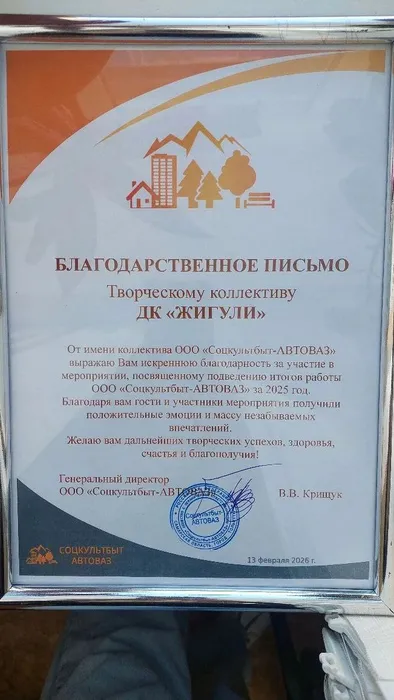 БЛАГОДАРСТВЕННОЕ ПИСЬМО
Творческому коллективу
ДК «ЖИГУЛИ»
От имени коллектива ООО «Соцкультбыт-АВТОВАЗ»
выражаю Вам искреннюю благодарность за участие в
мероприятии, посвященному подведению итогов работы
ООО «Соцкультбыт-АВТОВАЗ» за 2025 год.
Благодаря вам гости и участники мероприятия получили
положительные эмоции и массу незабываемых
впечатлений.
Желаю вам дальнейших творческих успехов, здоровья,
счастья и благополучия!
Генеральный директор
ООО «Соцкультбыт-АВТОВАЗ»
В.В. Крищук
Соцкультбыт
АВТОВАЗ
СОЦКУЛЬТБЫТ
АВТОВАЗ
13 февраля 2026 г.